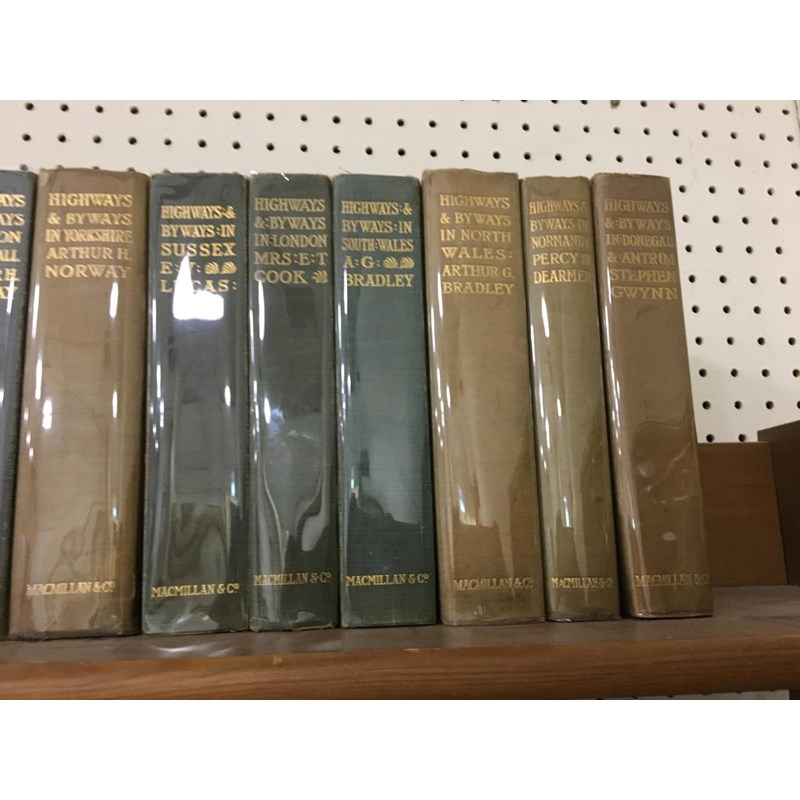 HIGHWAYS
& BYWAYS
IN YORKSHIRE
ARTHUR H.
NORWAY
MACMILLAN & Co
HIGHWAYS·&
BYWAYS:IN
SUSSEX
E:V:
LUCAS:
MACMILLAN & Co
HIGHWAYS
&:BYWAYS
IN·LONDON
MRS:E:T
COOK
MACMILLAN & Co
HIGHWAYS·&
BYWAYS:IN
SOUTH:WALES
A:G:
BRADLEY
MACMILLAN & Co
HIGHWAYS
& BYWAYS
IN NORTH
WALES:
ARTHUR G.
BRADLEY
MACMILLAN & Co
HIGHWAYS &
BYWAYS IN
NORMANDY
PERCY
DEARMER
MACMILLAN & Co
HIGHWAYS
&:BYWAYS
IN·DONEGAL
& ANTRIM
STEPHEN
GWYNN
MACMILLAN & Co